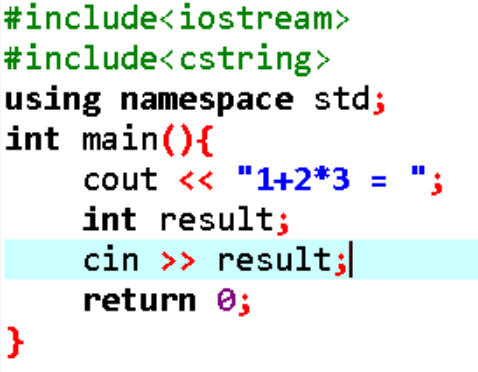 #include<iostream>
#include<cstring>
using namespace std;
int main(){
    cout << "1+2*3 = ";
    int result;
    cin >> result;
    return 0;
}